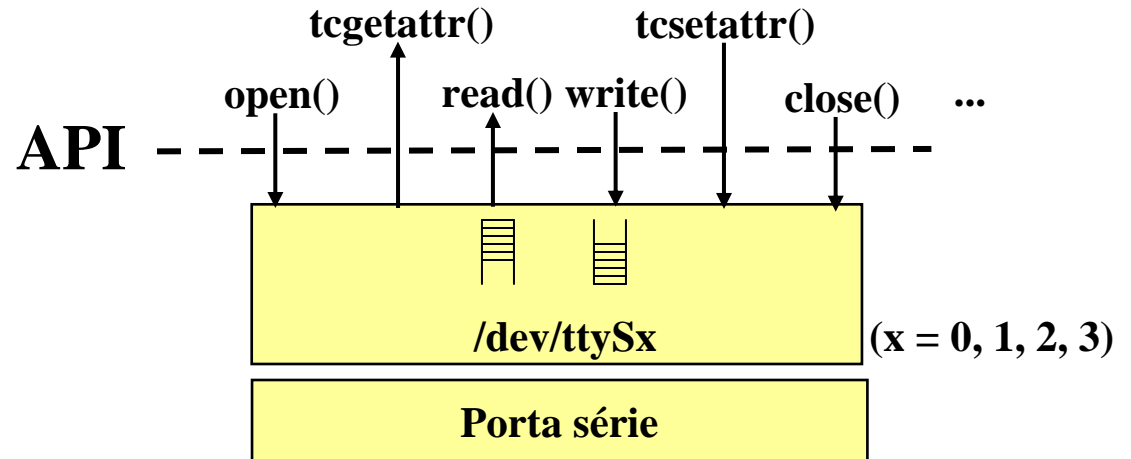 tcgetattr() tcsetattr()
open() read() write() close() ...
API
/dev/ttySx (x = 0, 1, 2, 3)
Porta série